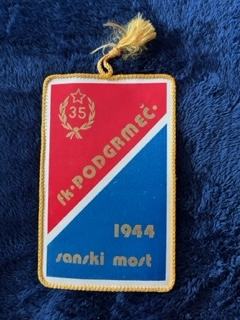 35
fk. PODGRMEČ.
1944
sanski most